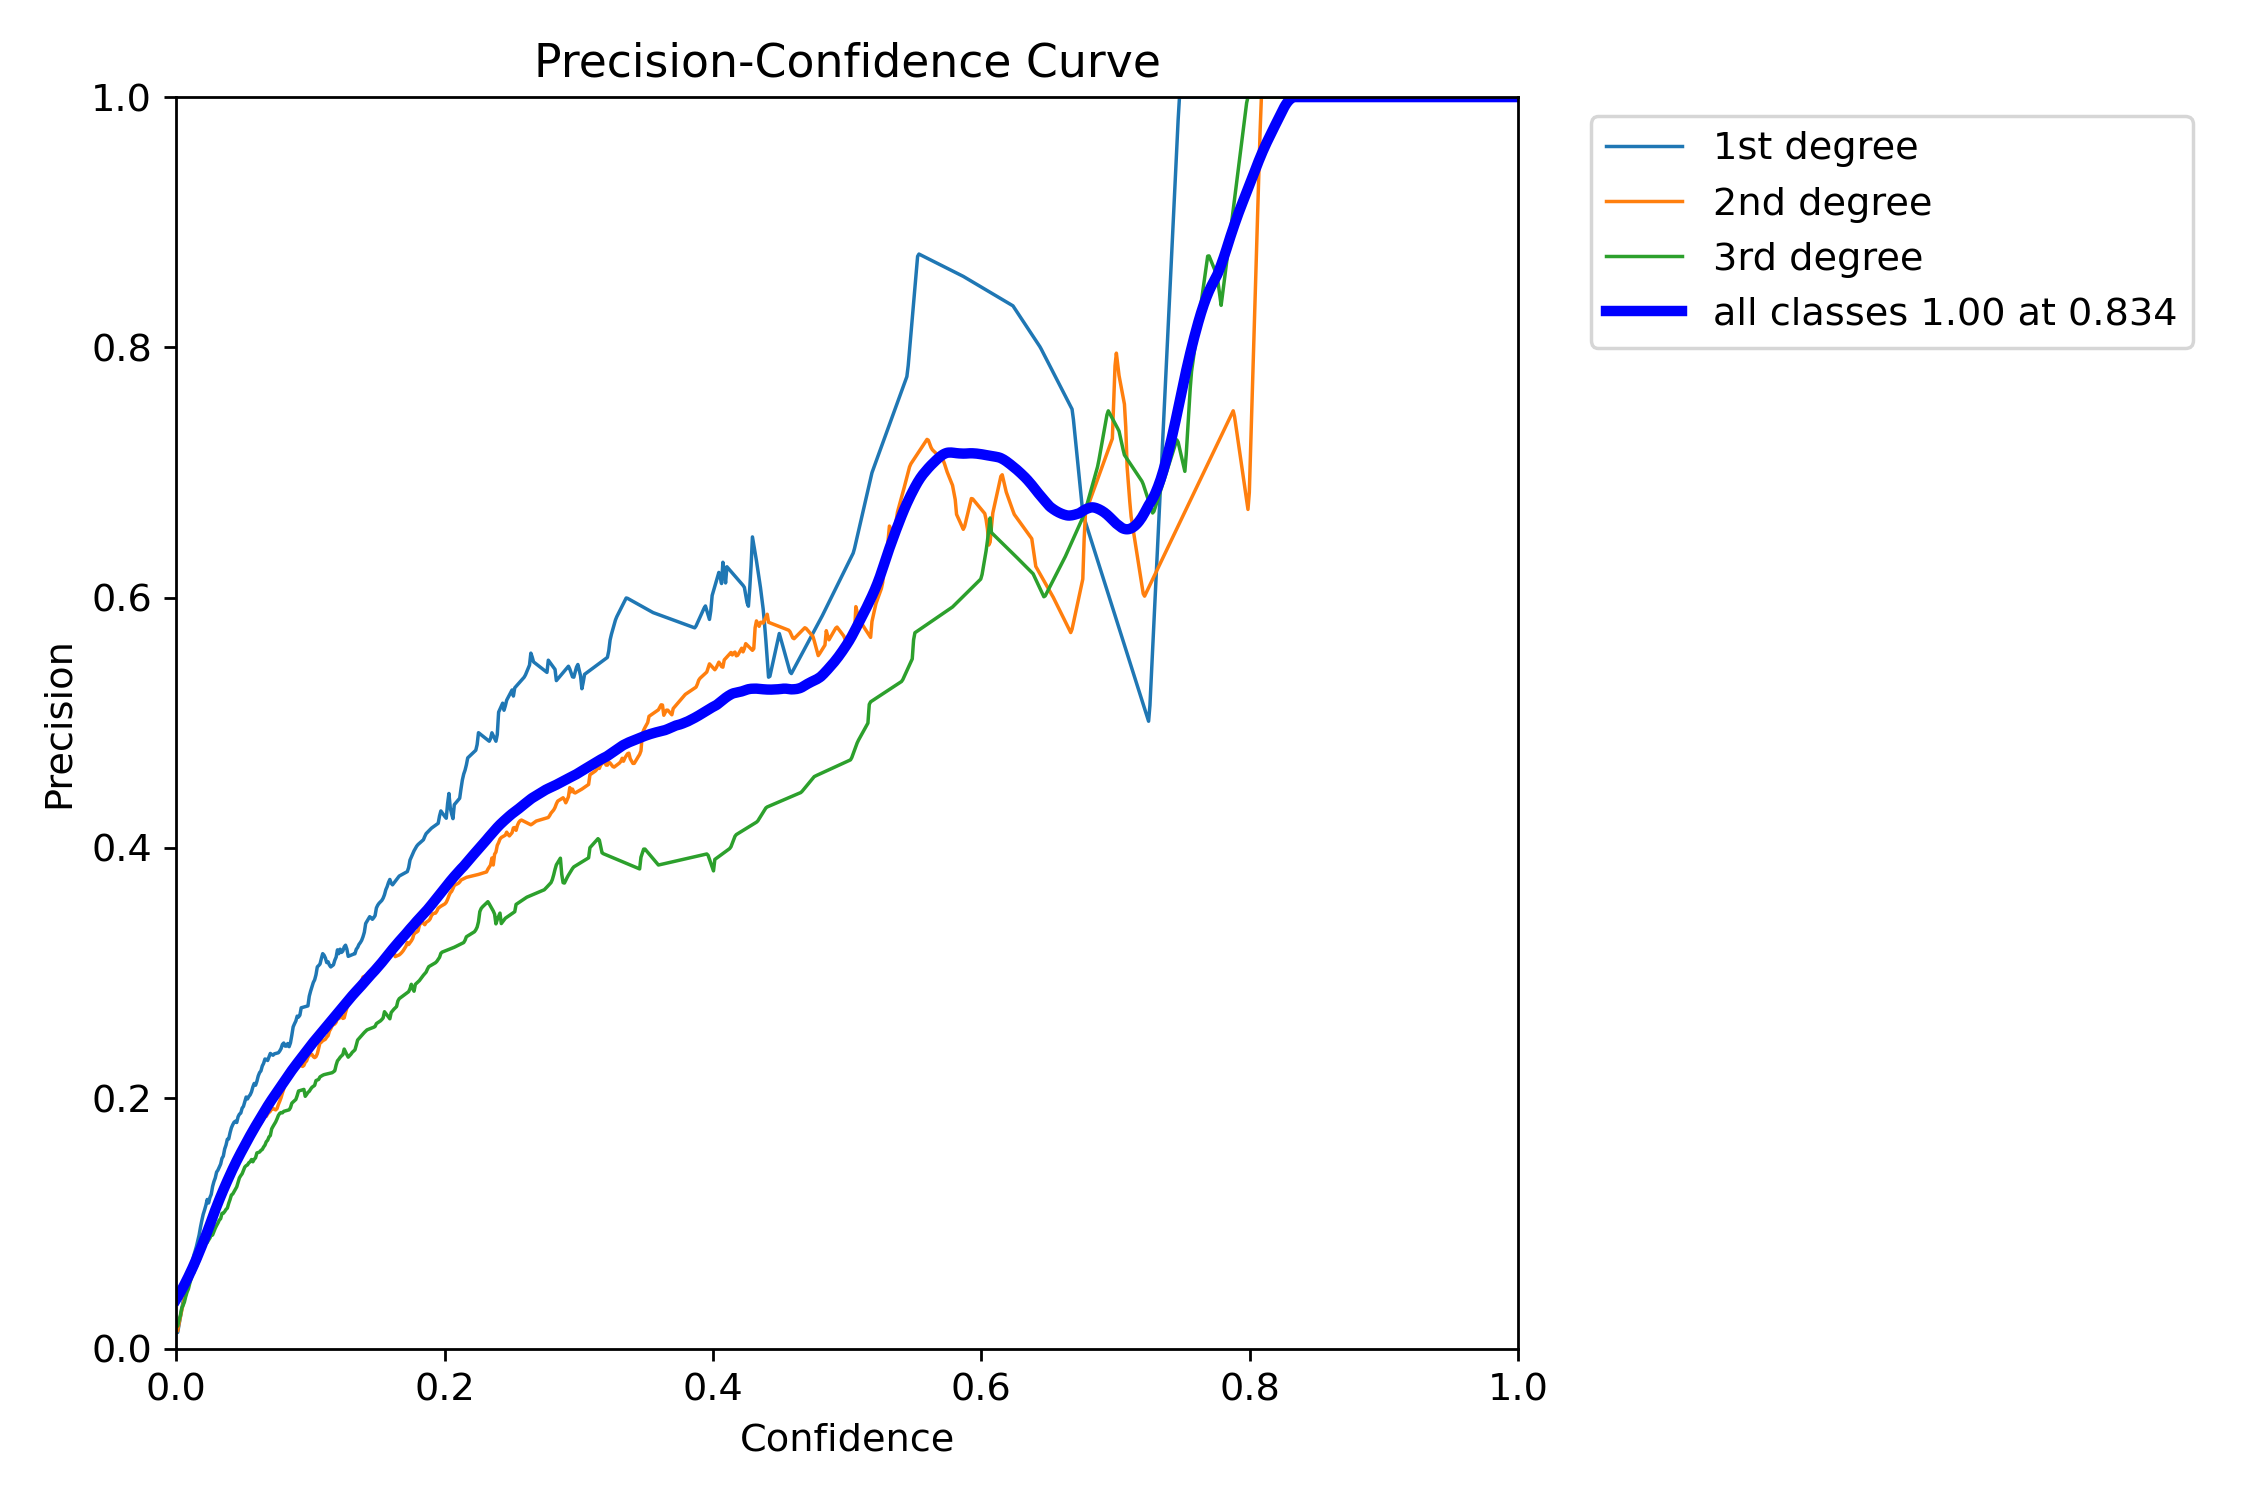 Precision-Confidence Curve
1.0
0.8
0.6
0.4
0.2
0.0
Precision
0.0 0.2 0.4 0.6 0.8 1.0
Confidence
1st degree
2nd degree
3rd degree
all classes 1.00 at 0.834